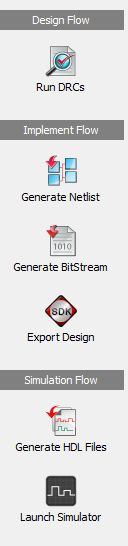 Design Flow
Run DRCs
Implement Flow
Generate Netlist
1010
Generate BitStream
SDK
Export Design
Simulation Flow
Generate HDL Files
Launch Simulator